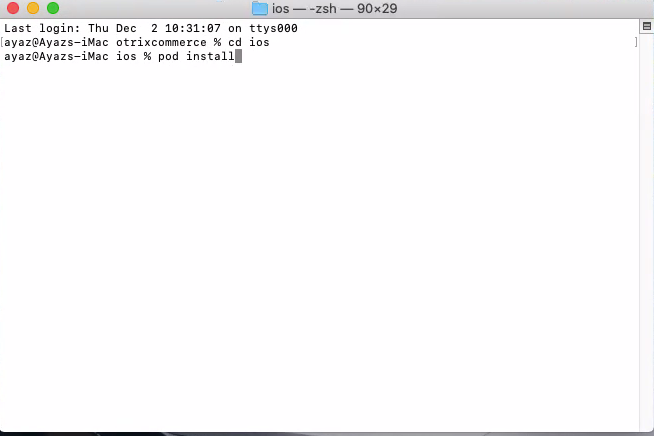 ios — -zsh — 90×29
Last login: Thu Dec  2 10:31:07 on ttys000
[ayaz@Ayazs-iMac otrixcommerce % cd ios ]
ayaz@Ayazs-iMac ios % pod install